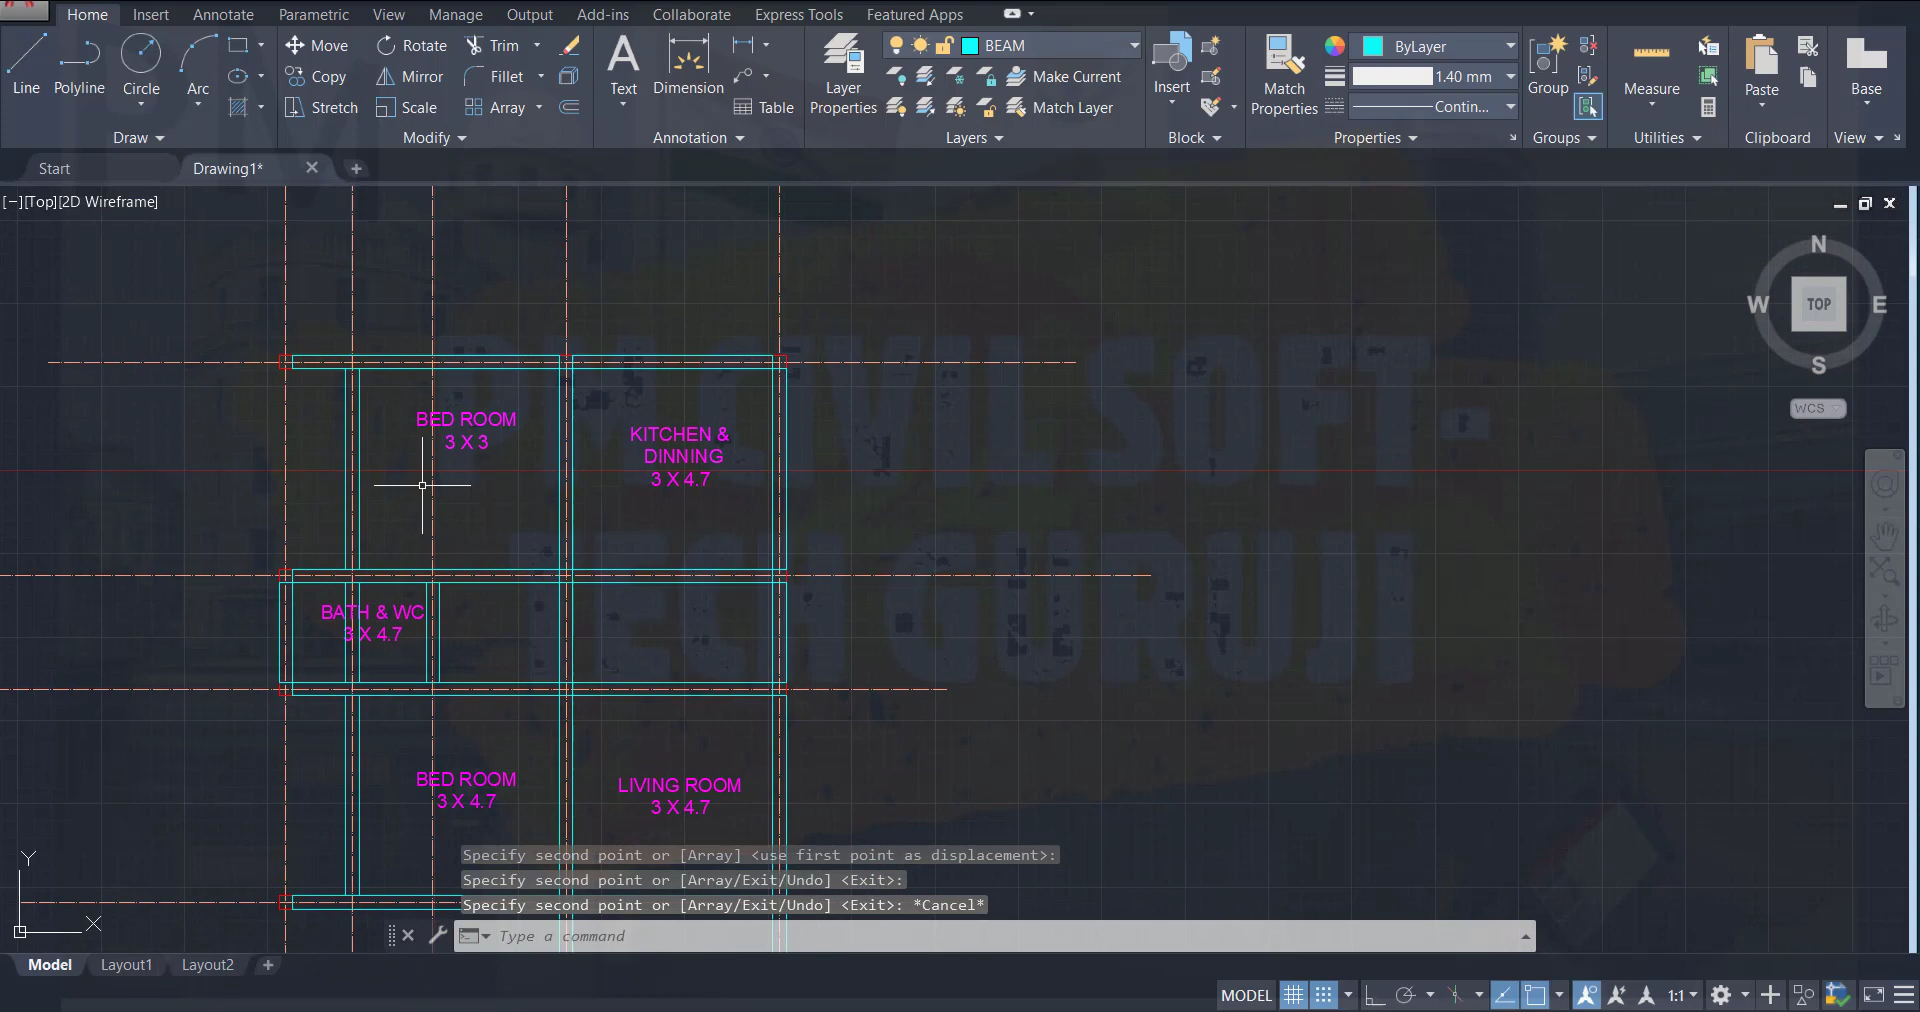 Home Insert Annotate Parametric View Manage Output Add-ins Collaborate Express Tools Featured Apps
Line
Polyline
Circle
Arc
Draw
Move
Rotate
Trim
Copy
Mirror
Fillet
Stretch
Scale
Array
Modify
Text
Dimension
Table
Annotation
Layer
Properties
BEAM
Make Current
Match Layer
Layers
Insert
Block
Match
Properties
ByLayer
1.40 mm
Contin...
Properties
Group
Groups
Measure
Utilities
Paste
Clipboard
Base
View
Start
Drawing1*
[−][Top][2D Wireframe]
N
W
TOP
E
S
WCS
PM CIVILSOFT-
TECH GURUJI
BED ROOM
3 X 3
KITCHEN &
DINNING
3 X 4.7
BATH & WC
3 X 4.7
BED ROOM
3 X 4.7
LIVING ROOM
3 X 4.7
Y
X
Specify second point or [Array] <use first point as displacement>:
Specify second point or [Array/Exit/Undo] <Exit>:
Specify second point or [Array/Exit/Undo] <Exit>: *Cancel*
Type a command
Model Layout1 Layout2
MODEL
1:1